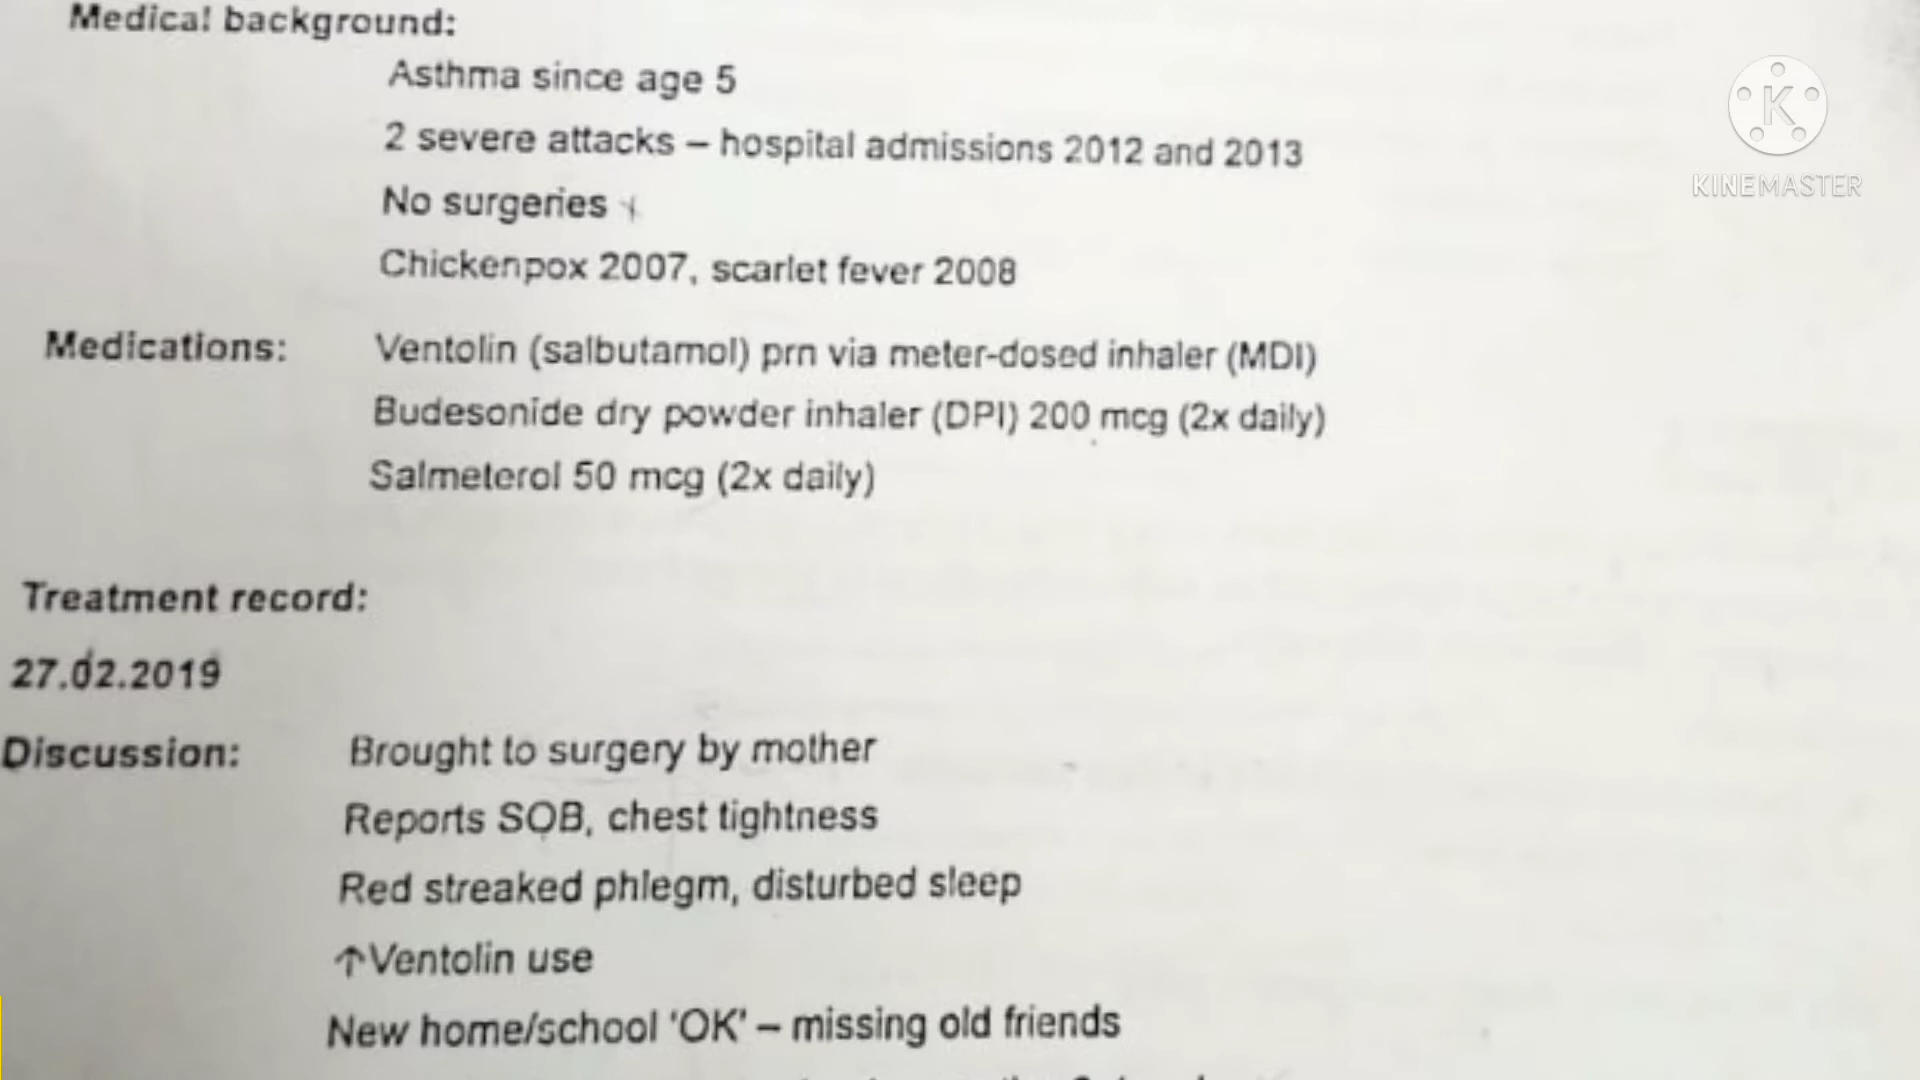 Medical background:
Asthma since age 5
2 severe attacks – hospital admissions 2012 and 2013
No surgeries
Chickenpox 2007, scarlet fever 2008
Medications: Ventolin (salbutamol) prn via meter-dosed inhaler (MDI)
Budesonide dry powder inhaler (DPI) 200 mcg (2x daily)
Salmeterol 50 mcg (2x daily)
Treatment record:
27.02.2019
Discussion: Brought to surgery by mother
Reports SOB, chest tightness
Red streaked phlegm, disturbed sleep
↑Ventolin use
New home/school 'OK' – missing old friends
K
KINEMASTER